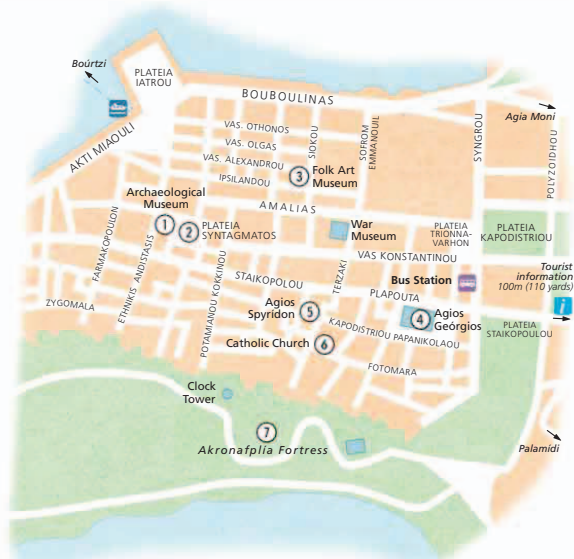 Boúrtzi
PLATEIA
IATROU
BOUBOULINAS
AKTI MIAOULI
Agia Moni
VAS. OTHONOS
VAS. OLGAS
VAS. ALEXANDROU
IPSILANDOU
SIOKOU
SOFROM
EMMANOUIL
SYNGROU
POLYZOIDHOU
3
Folk Art
Museum
AMALIAS
Archaeological
Museum
1
2
PLATEIA
SYNTAGMATOS
War
Museum
PLATEIA
TRIONNA-
VARHON
PLATEIA
KAPODISTRIOU
FARMAKOPOULON
ETHNIKIS ANDISTASIS
POTAMIANOU KOKKINOU
VAS KONSTANTINOU
STAIKOPOLOU
TERZAKI
Bus Station
PLAPOUTA
Tourist
information
100m (110 yards)
i
ZYGOMALA
Agios
Spyridon
5
4
Agios
Geórgios
KAPODISTRIOU PAPANIKOLAOU
PLATEIA
STAIKOPOULOU
Catholic Church
6
FOTOMARA
Clock
Tower
7
Akronafplia Fortress
Palamídi